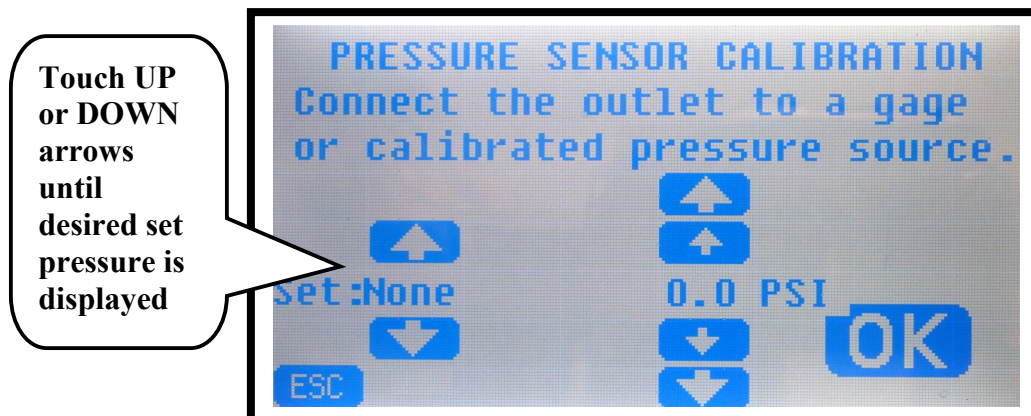 Touch UP
or DOWN
arrows
until
desired set
pressure is
displayed
PRESSURE SENSOR CALIBRATION
Connect the outlet to a gage
or calibrated pressure source.
Set:None
0.0 PSI
OK
ESC